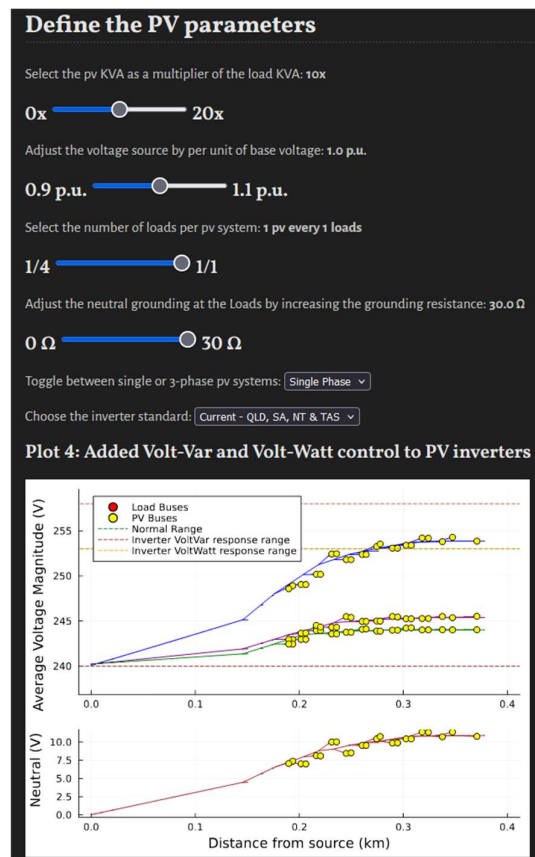 Define the PV parameters
Select the pv KVA as a multiplier of the load KVA: 10x
0x 20x
Adjust the voltage source by per unit of base voltage: 1.0 p.u.
0.9 p.u. 1.1 p.u.
Select the number of loads per pv system: 1 pv every 1 loads
1/4 1/1
Adjust the neutral grounding at the Loads by increasing the grounding resistance: 30.0 Ω
0 Ω 30 Ω
Toggle between single or 3-phase pv systems: Single Phase
Choose the inverter standard: Current - QLD, SA, NT & TAS
Plot 4: Added Volt-Var and Volt-Watt control to PV inverters
Average Voltage Magnitude (V)
Load Buses
PV Buses
Normal Range
Inverter VoltVar response range
Inverter VoltWatt response range
255
250
245
240
0.0 0.1 0.2 0.3 0.4
Neutral (V)
10.0
7.5
5.0
2.5
0.0
0.0 0.1 0.2 0.3 0.4
Distance from source (km)